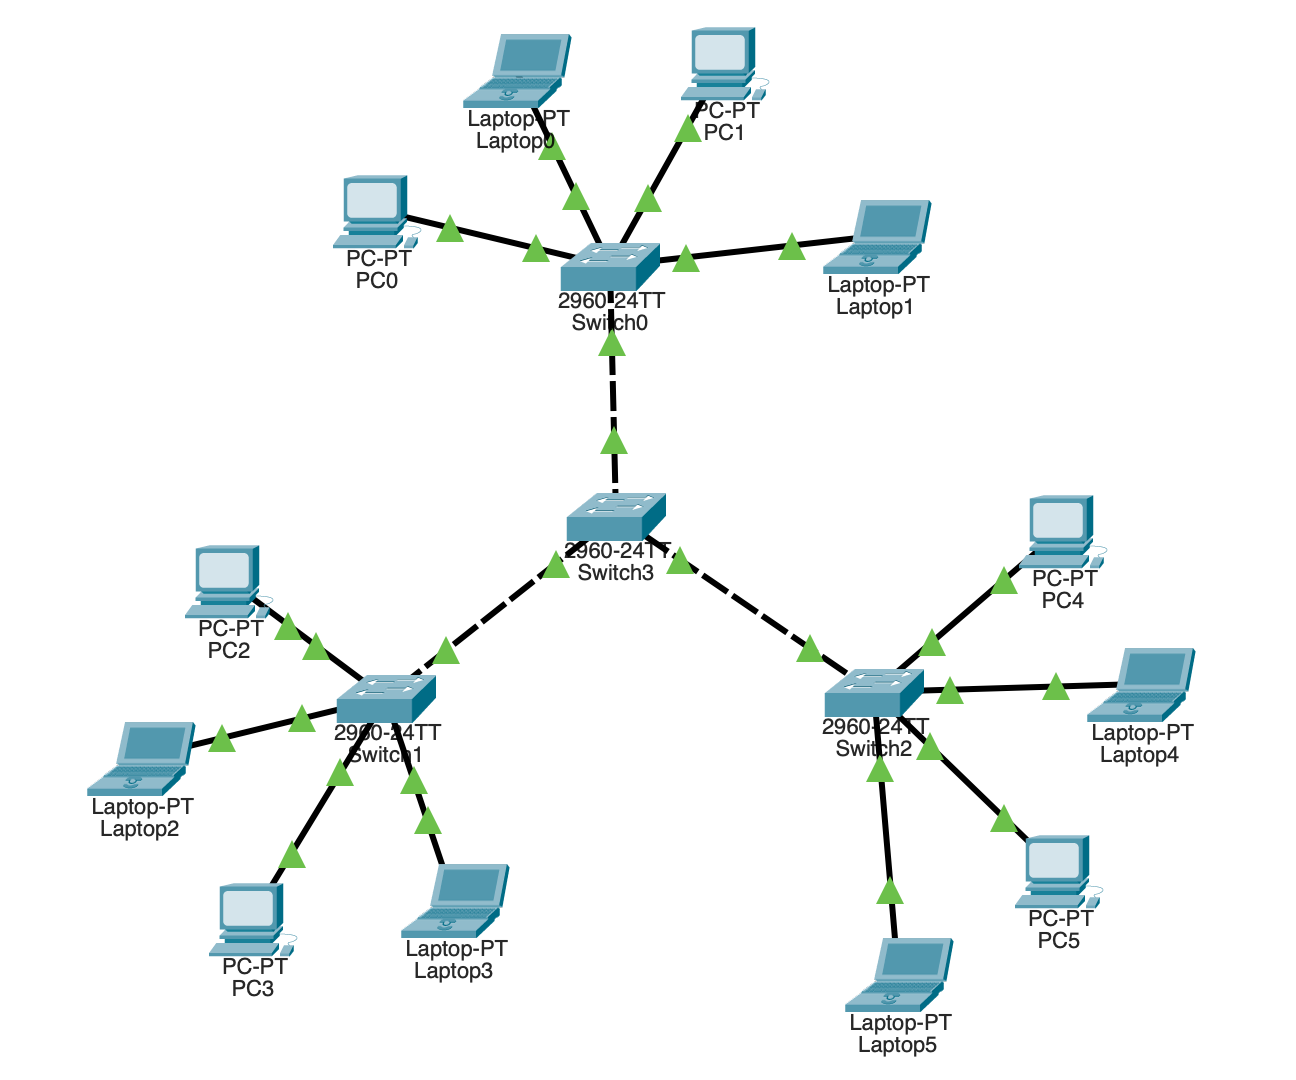 Laptop-PT
Laptop0
PC-PT
PC1
PC-PT
PC0
Laptop-PT
Laptop1
2960-24TT
Switch0
2960-24TT
Switch3
PC-PT
PC4
PC-PT
PC2
2960-24TT
Switch1
2960-24TT
Switch2
Laptop-PT
Laptop4
Laptop-PT
Laptop2
PC-PT
PC5
Laptop-PT
Laptop3
PC-PT
PC3
Laptop-PT
Laptop5